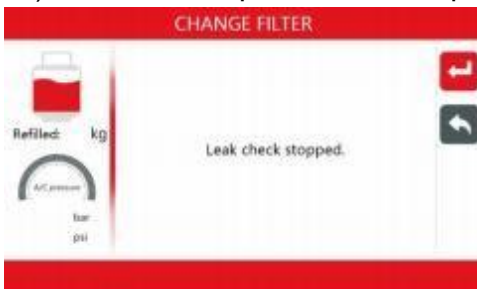 CHANGE FILTER
Refilled: kg
Leak check stopped.
A/C pressure
bar
psi